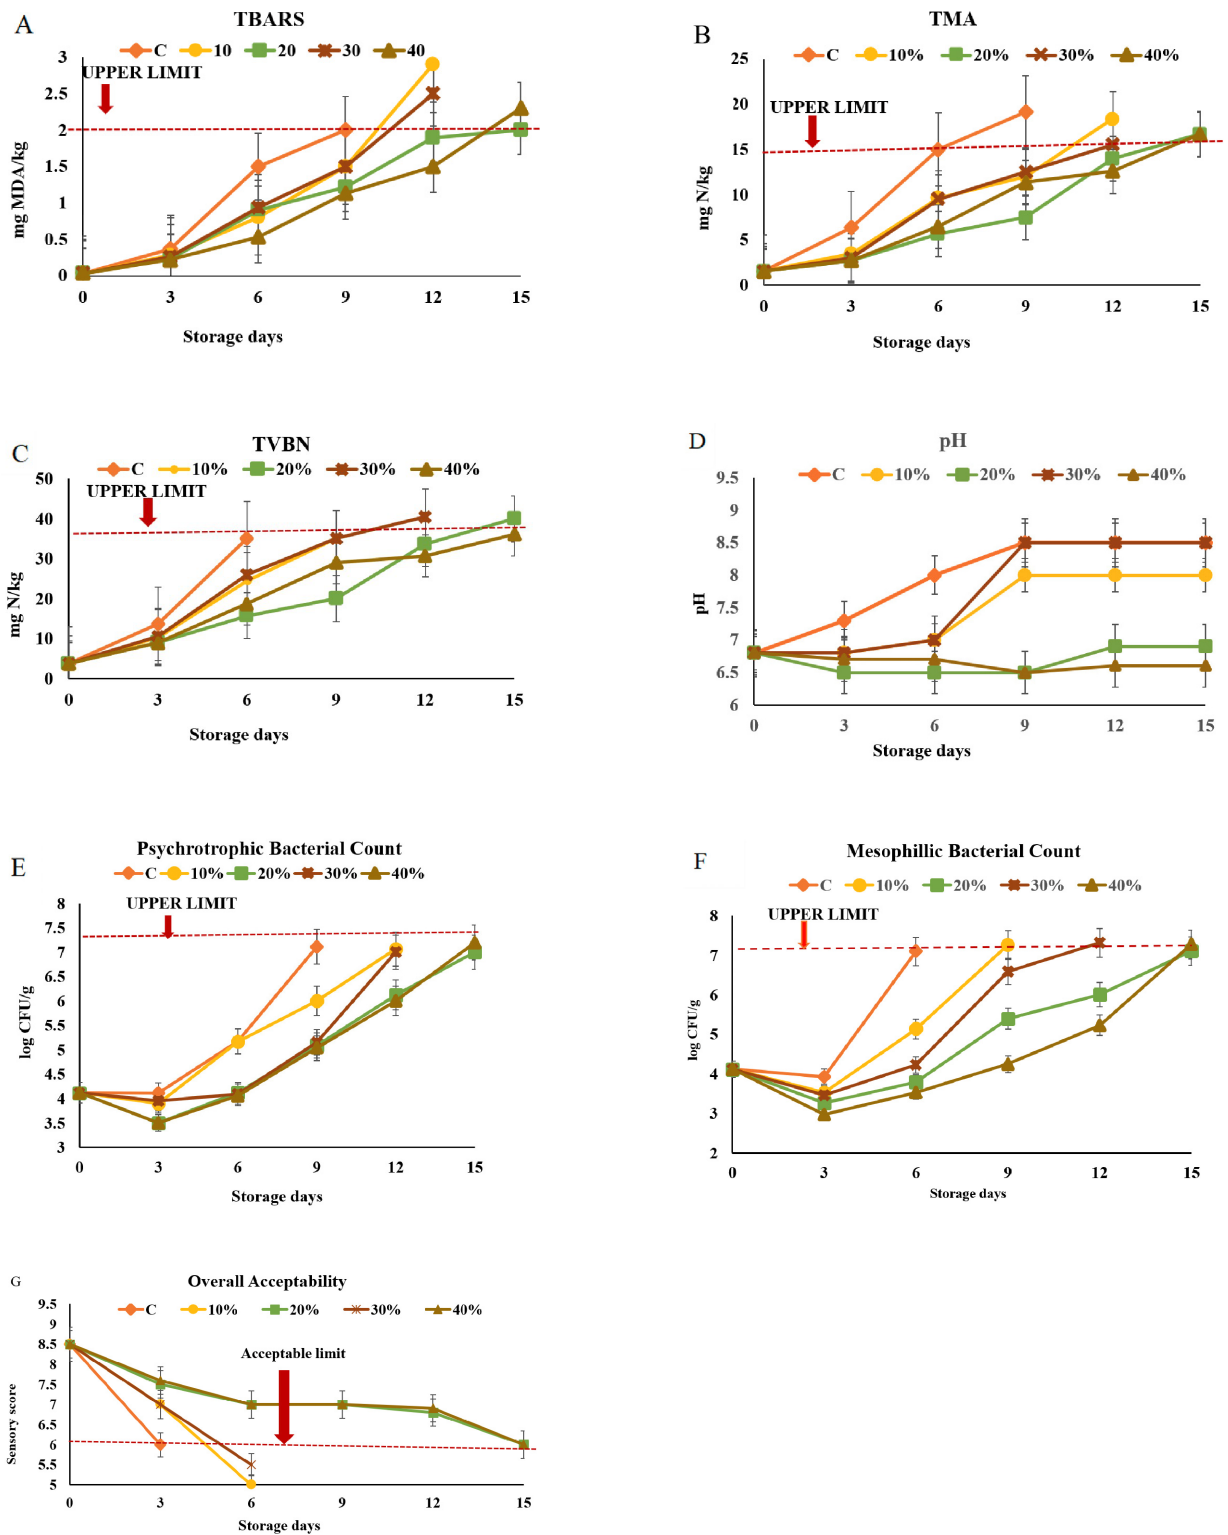 A
TBARS
C 10 20 30 40
UPPER LIMIT
3
2.5
2
1.5
1
0.5
0
mg MDA/kg
0 3 6 9 12 15
Storage days
B
TMA
C 10% 20% 30% 40%
UPPER LIMIT
25
20
15
10
5
0
mg N/kg
0 3 6 9 12 15
Storage days
C
TVBN
C 10% 20% 30% 40%
UPPER LIMIT
50
40
30
20
10
0
mg N/kg
0 3 6 9 12 15
Storage days
D
pH
C 10% 20% 30% 40%
9.5
9
8.5
8
7.5
7
6.5
6
pH
0 3 6 9 12 15
Storage days
E
Psychrotrophic Bacterial Count
C 10% 20% 30% 40%
UPPER LIMIT
8
7.5
7
6.5
6
5.5
5
4.5
4
3.5
3
log CFU/g
0 3 6 9 12 15
Storage days
F
Mesophillic Bacterial Count
C 10% 20% 30% 40%
UPPER LIMIT
8
7
6
5
4
3
2
log CFU/g
0 3 6 9 12 15
Storage days
G
Overall Acceptability
C 10% 20% 30% 40%
Acceptable limit
9.5
9
8.5
8
7.5
7
6.5
6
5.5
5
Sensory score
0 3 6 9 12 15
Storage days